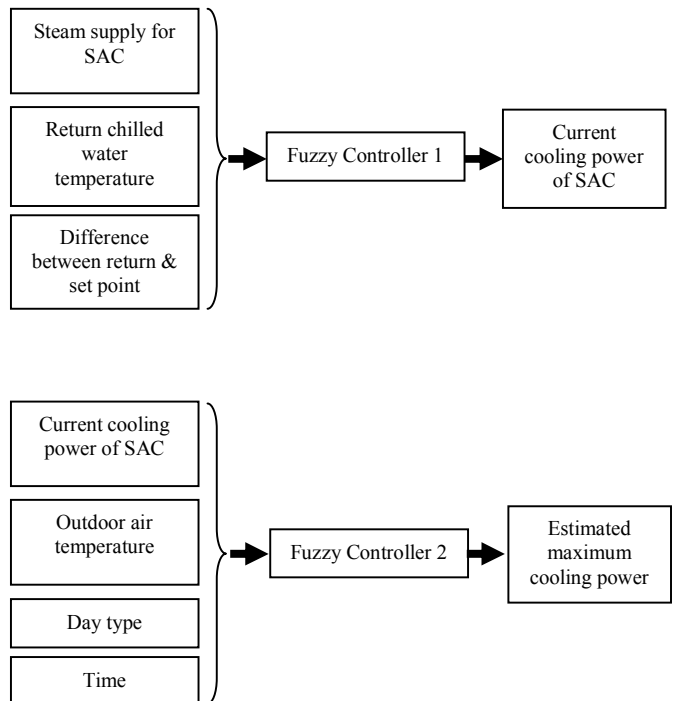 Steam supply for
SAC
Return chilled
water
temperature
Difference
between return &
set point
Fuzzy Controller 1
Current
cooling power
of SAC
Current cooling
power of SAC
Outdoor air
temperature
Day type
Time
Fuzzy Controller 2
Estimated
maximum
cooling power